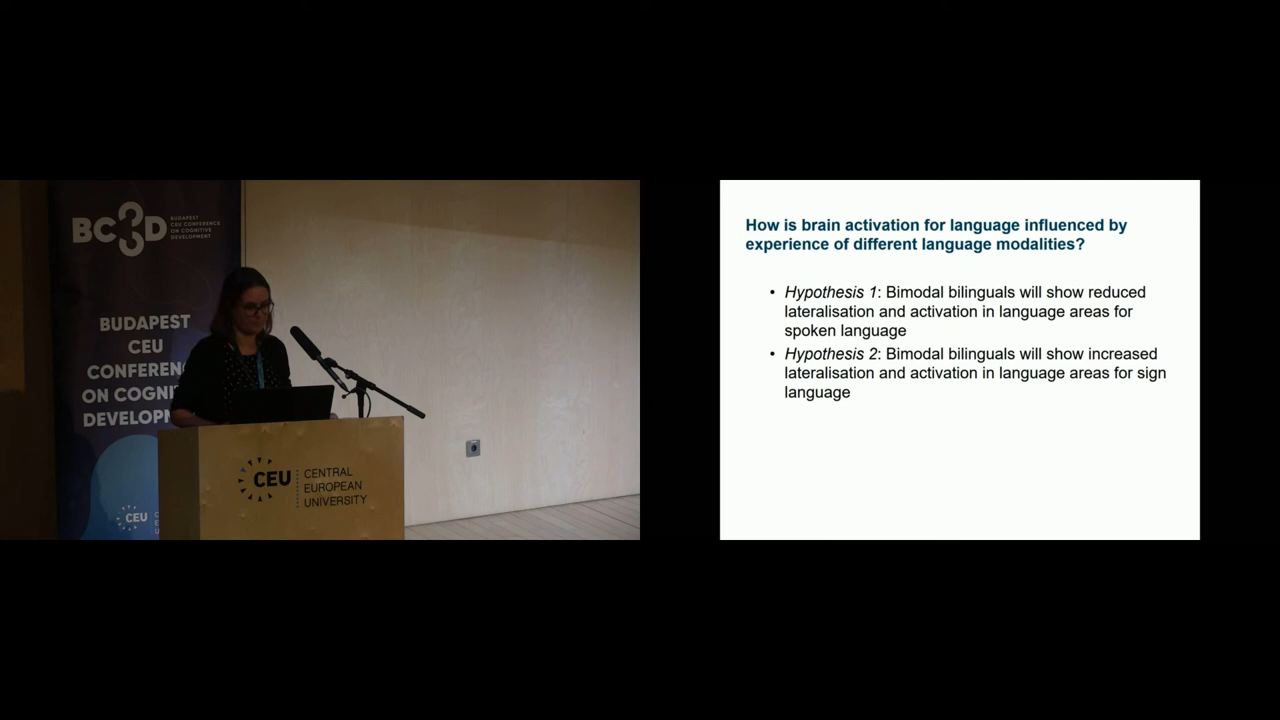 BC3D
BUDAPEST
CEU CONFERENCE
ON COGNITIVE
DEVELOPMENT
BUDAPEST
CEU
CONFEREN
ON COGNI
DEVELOPM
CEU
CEU
CENTRAL
EUROPEAN
UNIVERSITY
How is brain activation for language influenced by
experience of different language modalities?
• Hypothesis 1: Bimodal bilinguals will show reduced
lateralisation and activation in language areas for
spoken language
• Hypothesis 2: Bimodal bilinguals will show increased
lateralisation and activation in language areas for sign
language